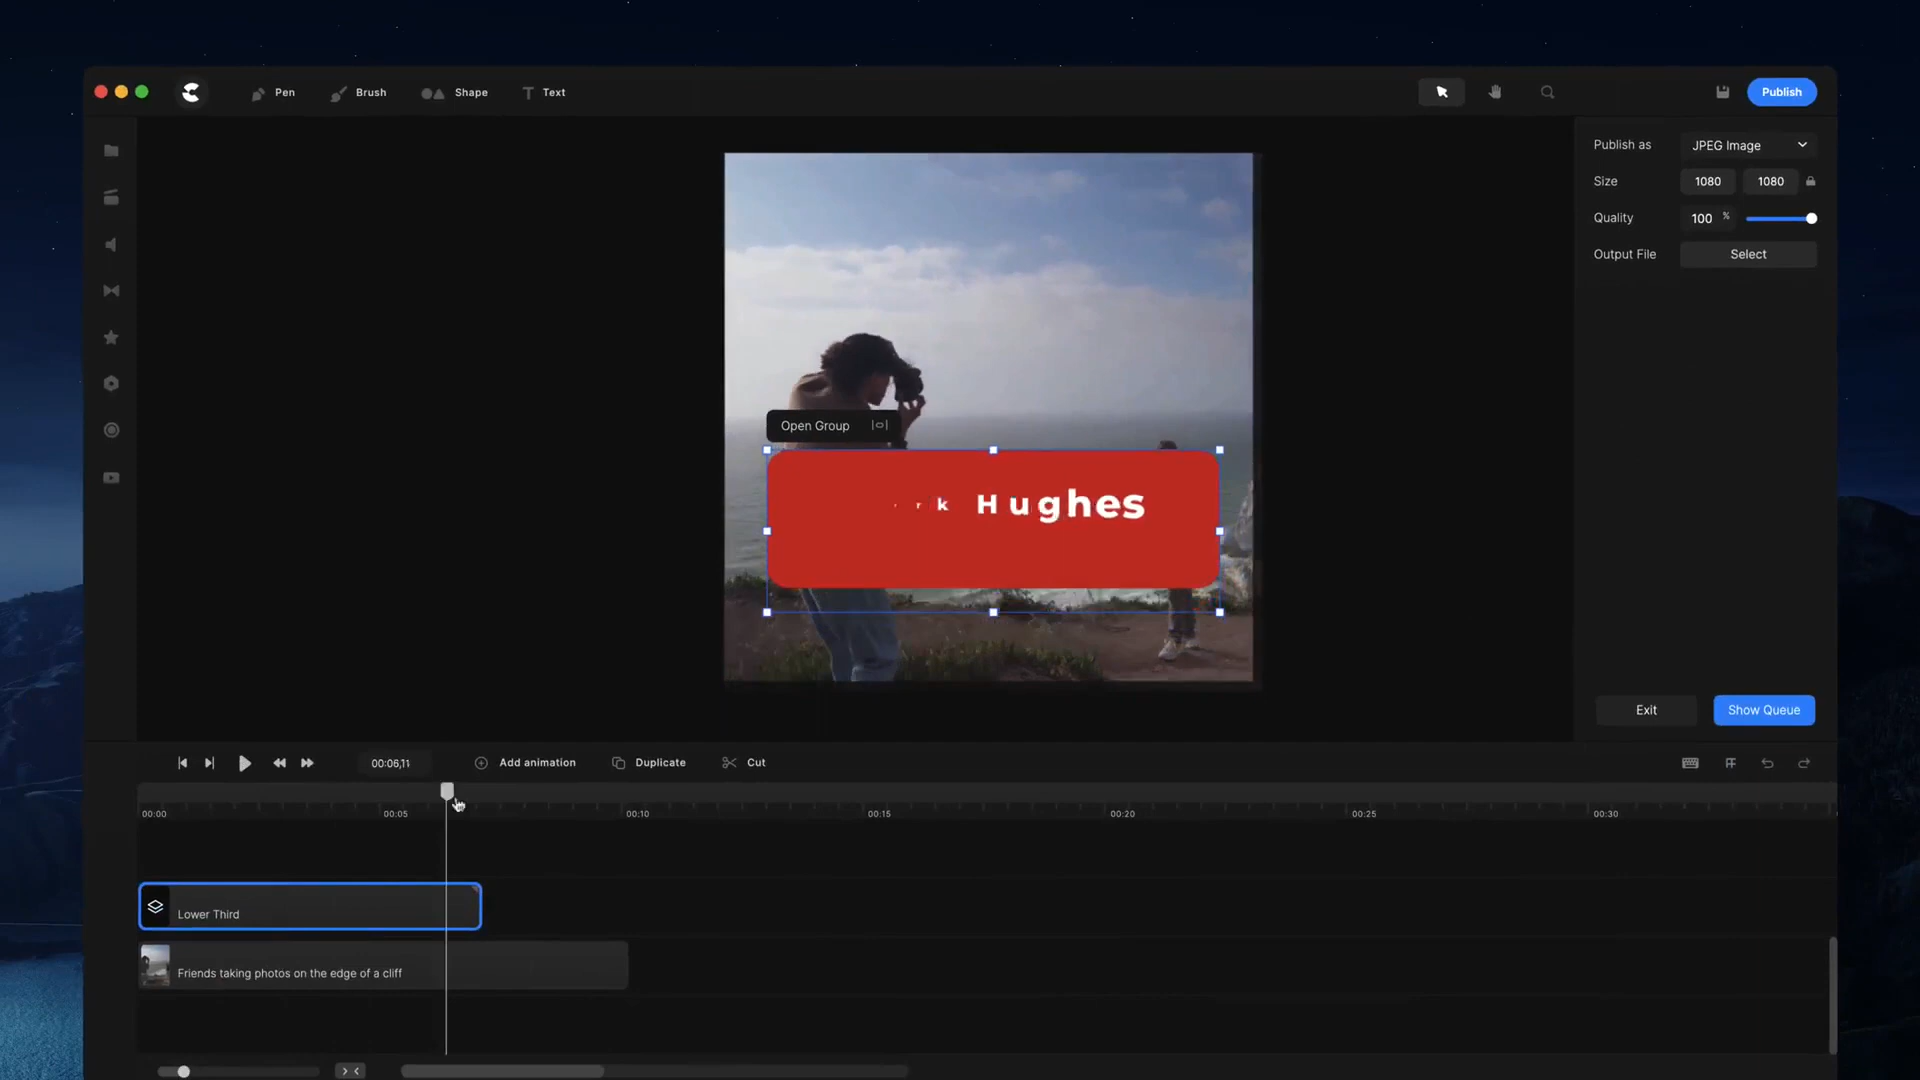 Pen Brush Shape Text Publish
Publish as JPEG Image
Size 1080 1080
Quality 100 %
Output File Select
Open Group
r k Hughes
Exit Show Queue
00:06,11 Add animation Duplicate Cut
00:00 00:05 00:10 00:15 00:20 00:25 00:30
Lower Third
Friends taking photos on the edge of a cliff